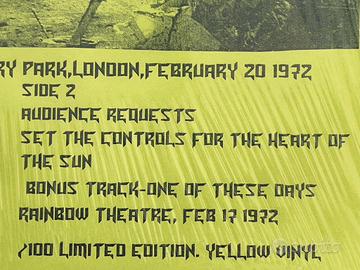 RY PARK,LONDON,FEBRUARY 20 1972
SIDE 2
AUDIENCE REQUESTS
SET THE CONTROLS FOR THE HEART OF
THE SUN
BONUS TRACK-ONE OF THESE DAYS
RAINBOW THEATRE, FEB 17 1972
/100 LIMITED EDITION. YELLOW VINYL
subito